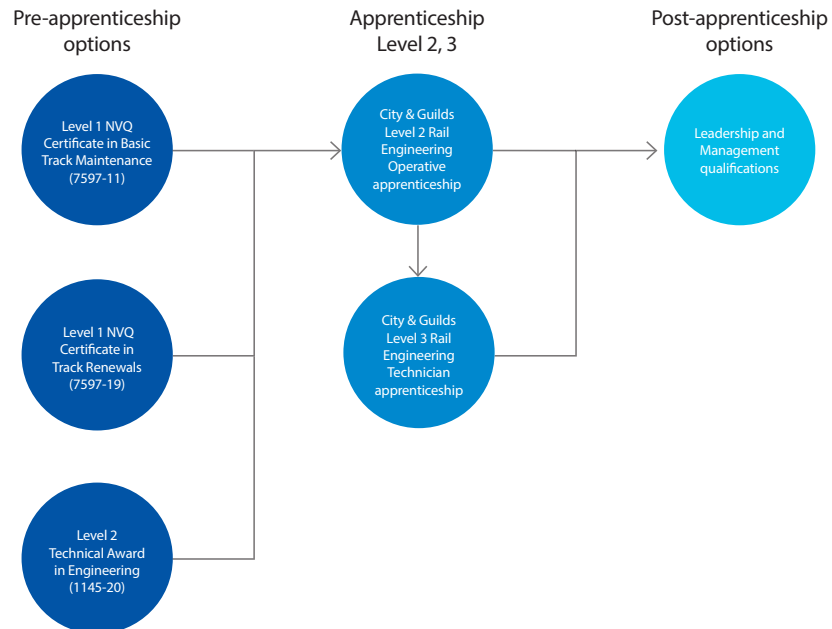 Pre-apprenticeship
options
Apprenticeship
Level 2, 3
Post-apprenticeship
options
Level 1 NVQ
Certificate in Basic
Track Maintenance
(7597-11)
City & Guilds
Level 2 Rail
Engineering
Operative
apprenticeship
Leadership and
Management
qualifications
Level 1 NVQ
Certificate in
Track Renewals
(7597-19)
City & Guilds
Level 3 Rail
Engineering
Technician
apprenticeship
Level 2
Technical Award
in Engineering
(1145-20)